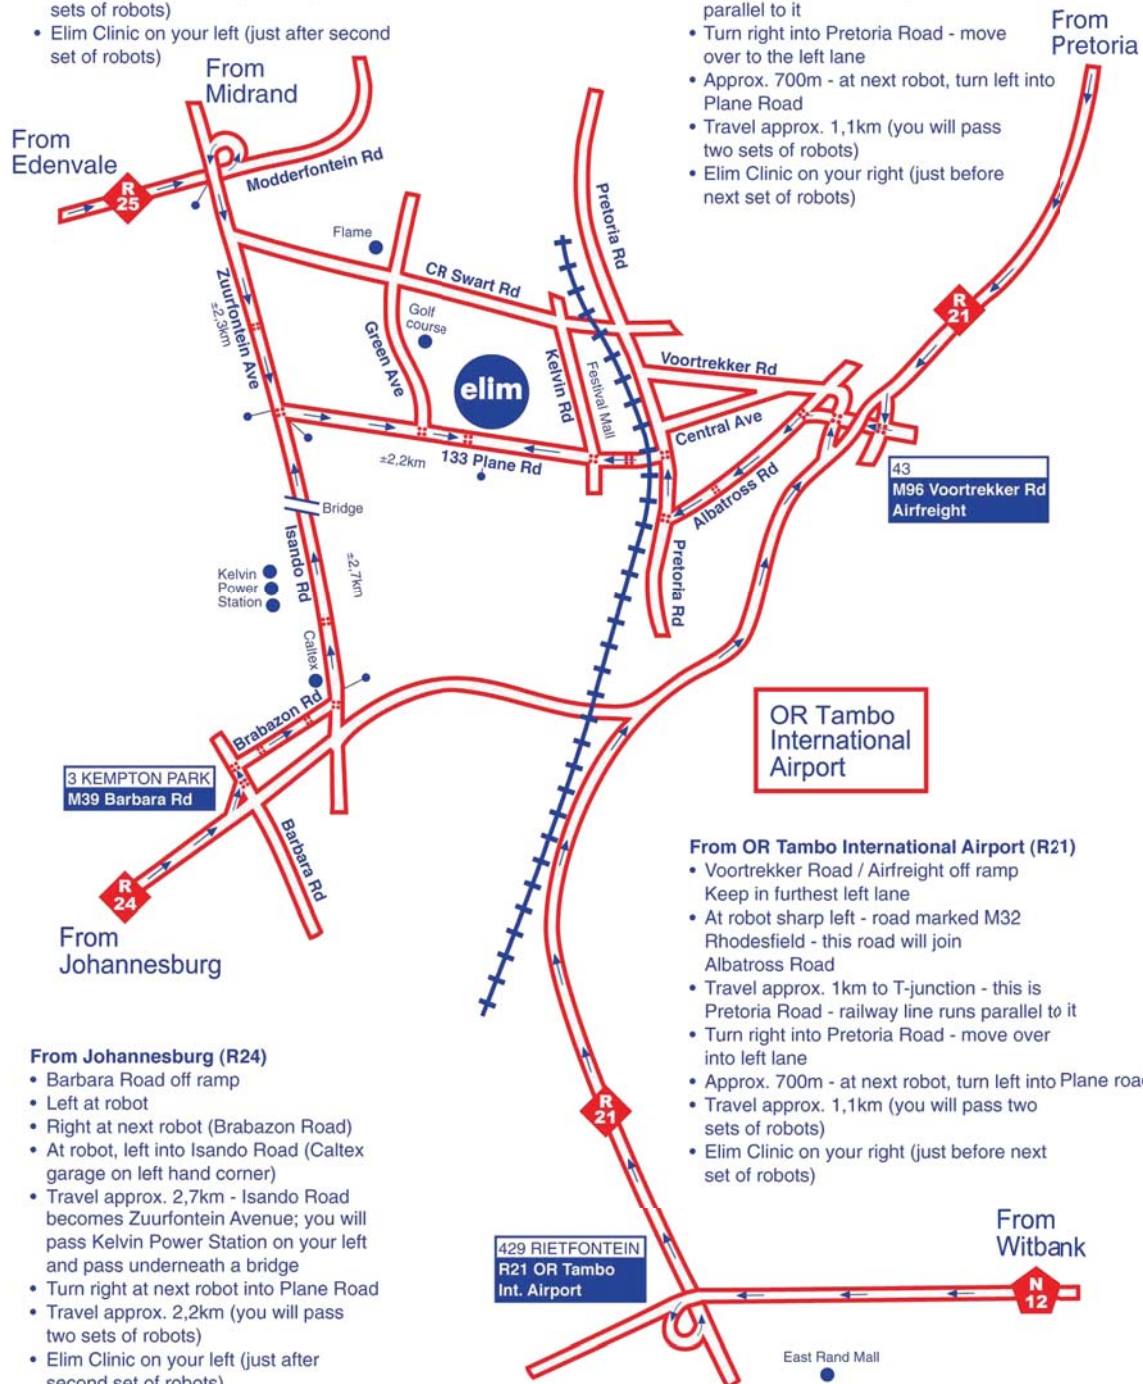 sets of robots)
• Elim Clinic on your left (just after second
set of robots)
parallel to it
• Turn right into Pretoria Road - move
over to the left lane
• Approx. 700m - at next robot, turn left into
Plane Road
• Travel approx. 1,1km (you will pass
two sets of robots)
• Elim Clinic on your right (just before
next set of robots)
From
Pretoria
From
Midrand
From
Edenvale
R
25
Modderfontein Rd
Flame
CR Swart Rd
Pretoria Rd
R
21
Zuurfontein Ave
±2,3km
Green Ave
Golf
course
elim
Kelvin Rd
Festival Mall
Voortrekker Rd
Central Ave
±2,2km
133 Plane Rd
Albatross Rd
43
M96 Voortrekker Rd
Airfreight
Bridge
Isando Rd
±2,7km
Kelvin
Power
Station
Pretoria Rd
Caltex
Brabazon Rd
3 KEMPTON PARK
M39 Barbara Rd
Barbara Rd
R
24
From
Johannesburg
OR Tambo
International
Airport
From OR Tambo International Airport (R21)
• Voortrekker Road / Airfreight off ramp
Keep in furthest left lane
• At robot sharp left - road marked M32
Rhodesfield - this road will join
Albatross Road
• Travel approx. 1km to T-junction - this is
Pretoria Road - railway line runs parallel to it
• Turn right into Pretoria Road - move over
into left lane
• Approx. 700m - at next robot, turn left into Plane road
• Travel approx. 1,1km (you will pass two
sets of robots)
• Elim Clinic on your right (just before next
set of robots)
From Johannesburg (R24)
• Barbara Road off ramp
• Left at robot
• Right at next robot (Brabazon Road)
• At robot, left into Isando Road (Caltex
garage on left hand corner)
• Travel approx. 2,7km - Isando Road
becomes Zuurfontein Avenue; you will
pass Kelvin Power Station on your left
and pass underneath a bridge
• Turn right at next robot into Plane Road
• Travel approx. 2,2km (you will pass
two sets of robots)
• Elim Clinic on your left (just after
second set of robots)
R
21
429 RIETFONTEIN
R21 OR Tambo
Int. Airport
From
Witbank
N
12
East Rand Mall